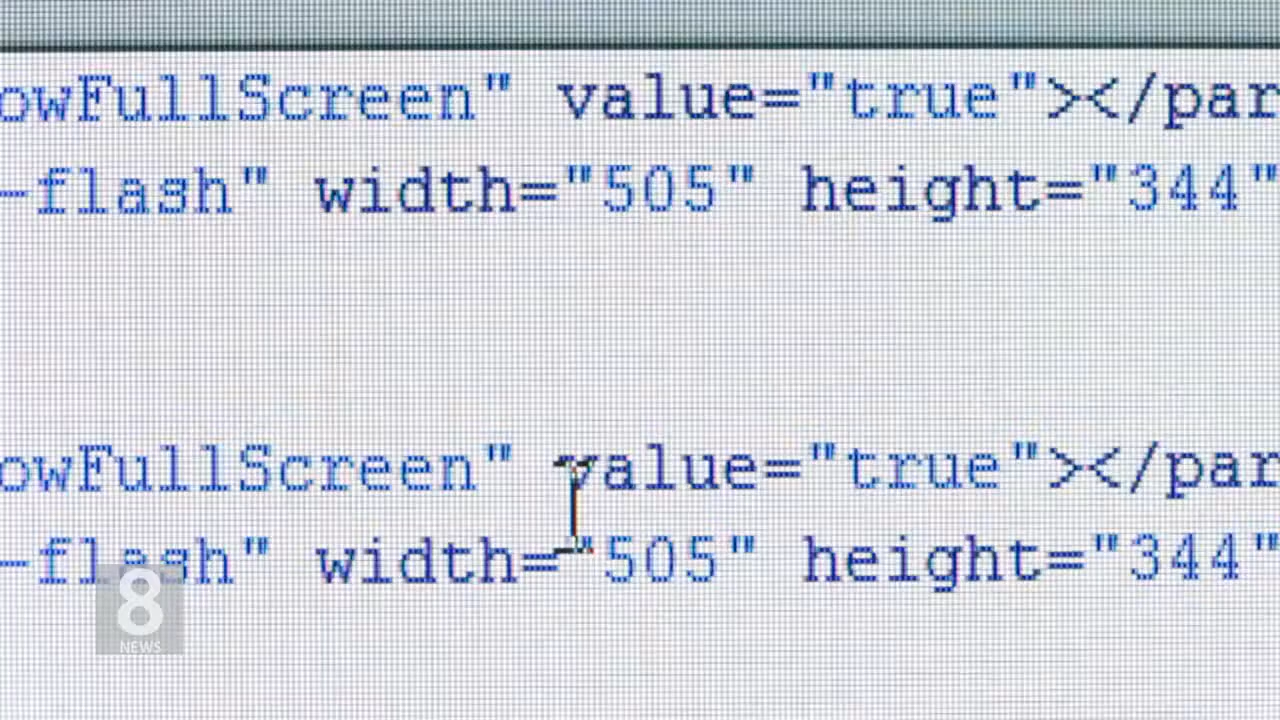 owFullScreen" value="true"></par
-flash" width="505" height="344"
owFullScreen" value="true"></par
-flash" width="505" height="344"
8
NEWS